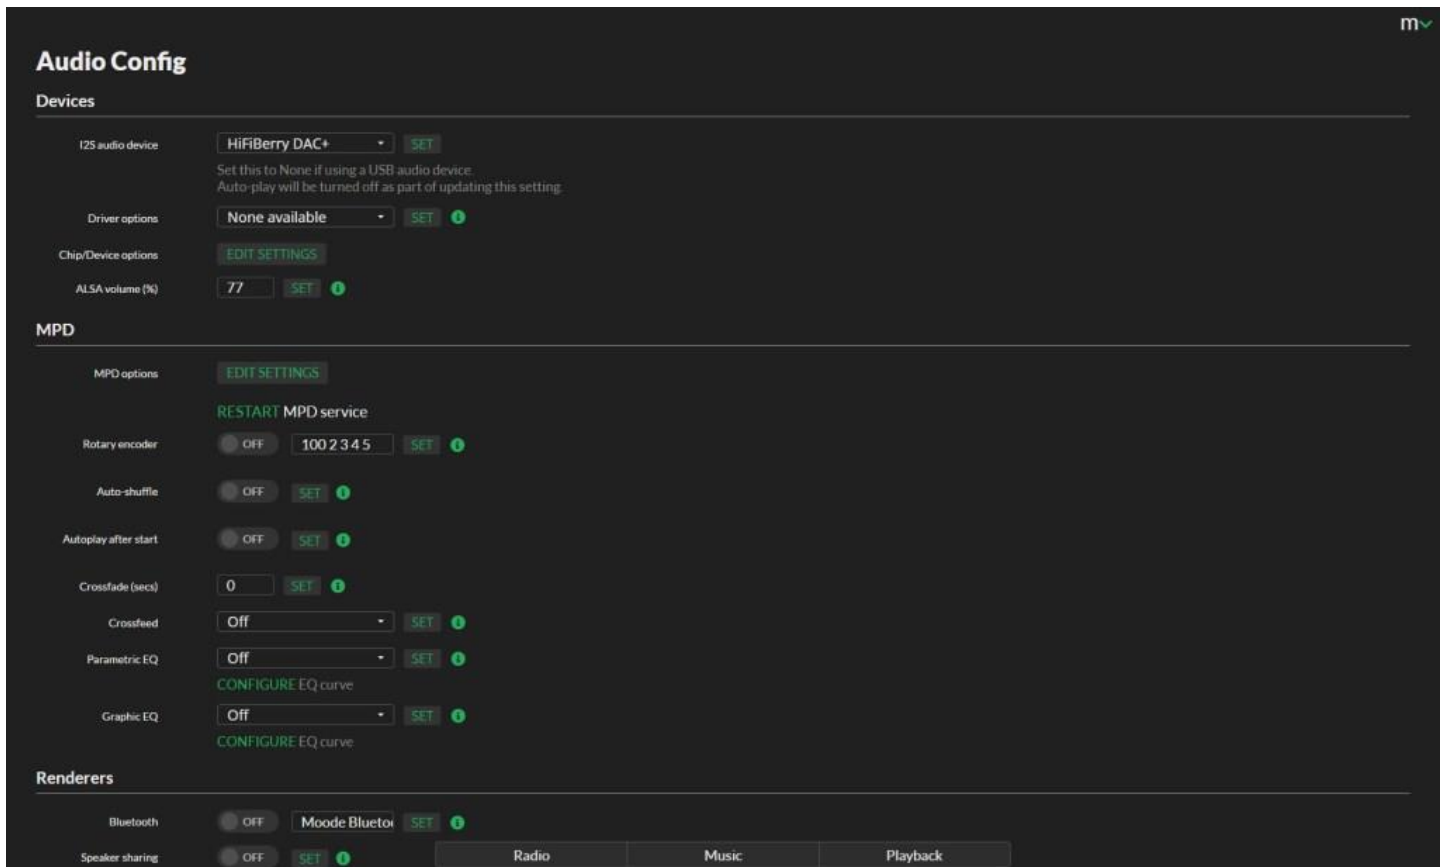 m
Audio Config
Devices
I2S audio device HiFiBerry DAC+ SET
Set this to None if using a USB audio device.
Auto-play will be turned off as part of updating this setting.
Driver options None available SET
Chip/Device options EDIT SETTINGS
ALSA volume (%) 77 SET
MPD
MPD options EDIT SETTINGS
RESTART MPD service
Rotary encoder OFF 100 2 3 4 5 SET
Auto-shuffle OFF SET
Autoplay after start OFF SET
Crossfade (secs) 0 SET
Crossfeed Off SET
Parametric EQ Off SET
CONFIGURE EQ curve
Graphic EQ Off SET
CONFIGURE EQ curve
Renderers
Bluetooth OFF Moode Bluetoo SET
Speaker sharing OFF SET
Radio Music Playback